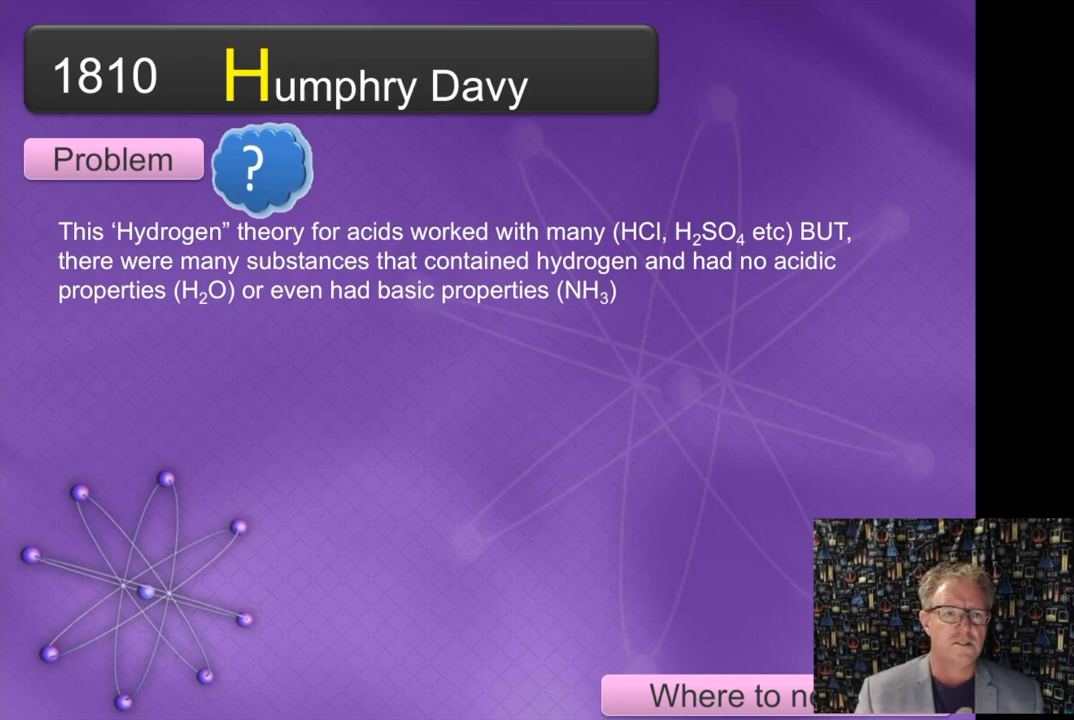 1810 Humphry Davy
Problem
?
This ‘Hydrogen” theory for acids worked with many (HCl, H₂SO₄ etc) BUT,
there were many substances that contained hydrogen and had no acidic
properties (H₂O) or even had basic properties (NH₃)
Where to